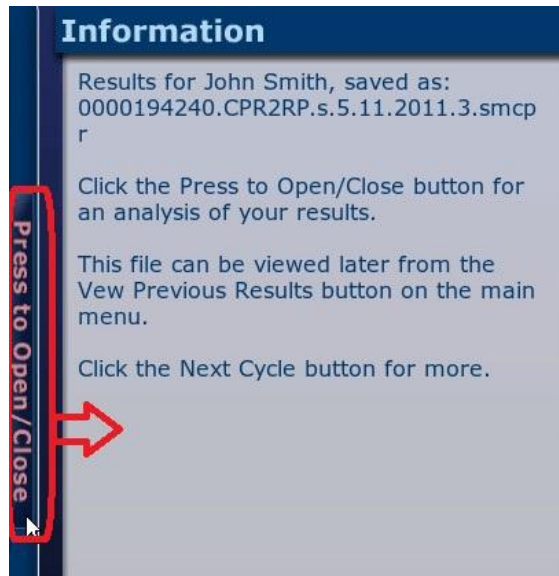 Information
Results for John Smith, saved as:
0000194240.CPR2RP.s.5.11.2011.3.smcp
r
Click the Press to Open/Close button for
an analysis of your results.
This file can be viewed later from the
Vew Previous Results button on the main
menu.
Click the Next Cycle button for more.
Press to Open/Close